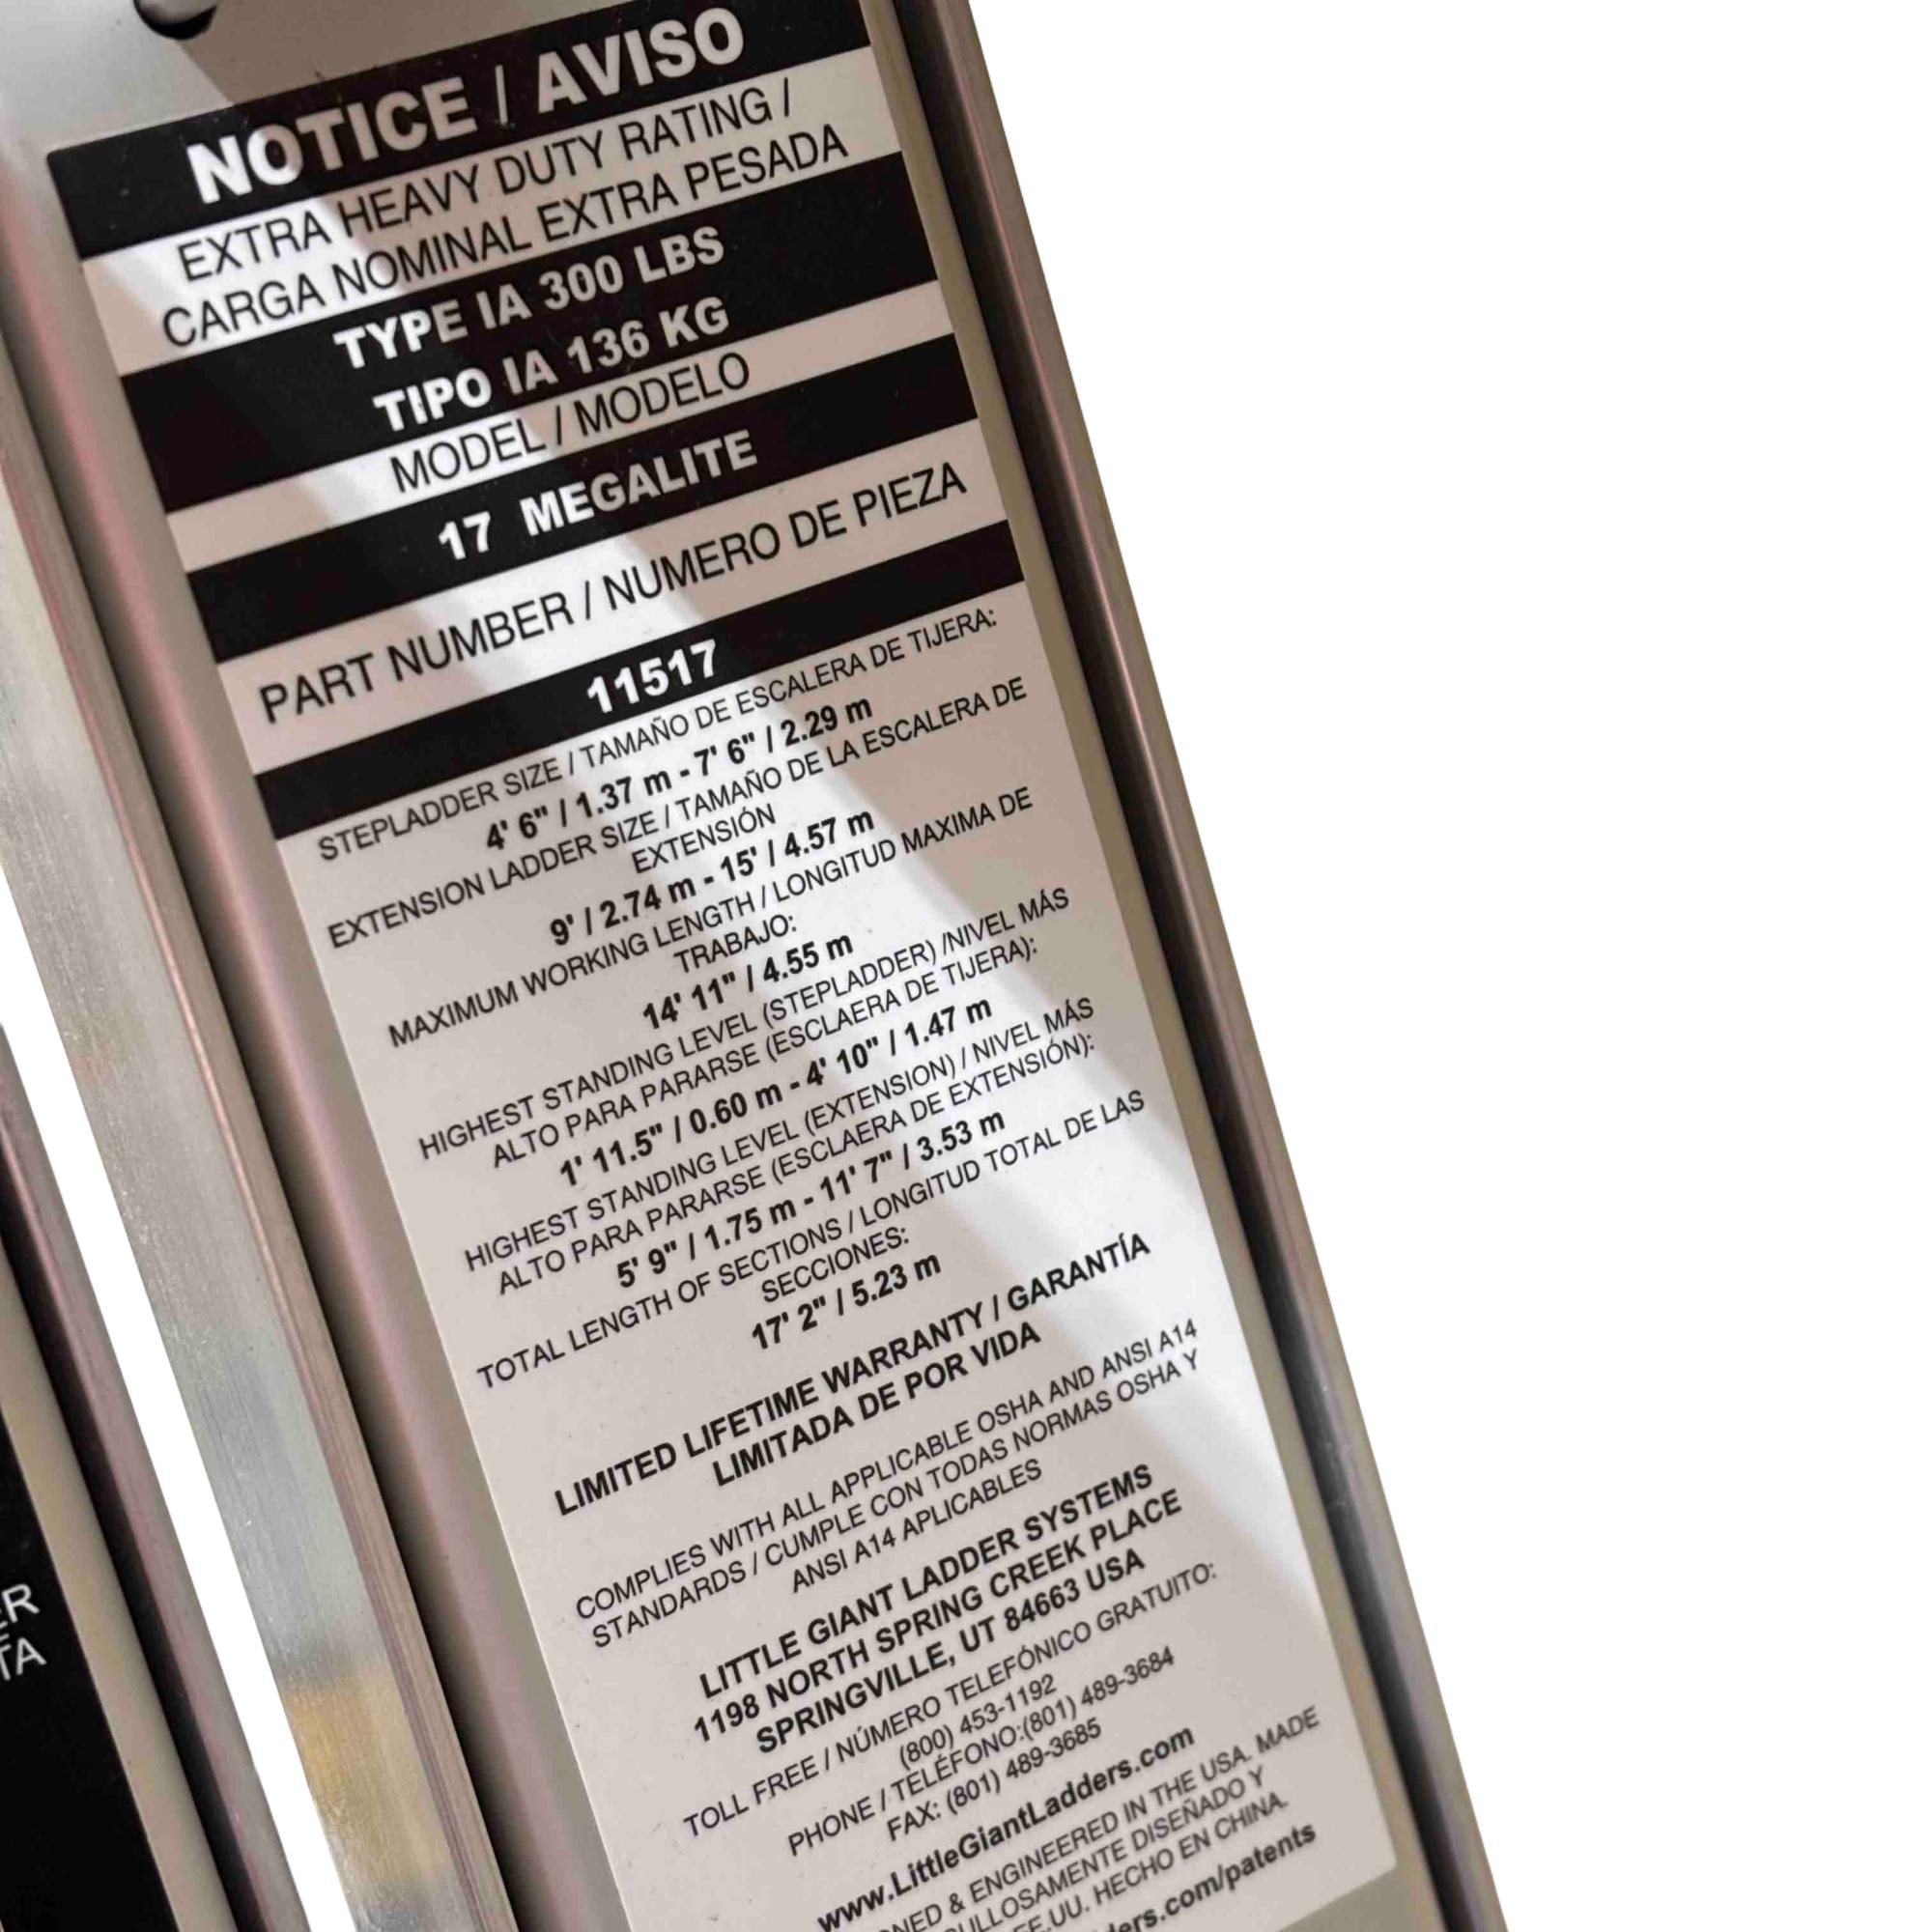 NOTICE / AVISO
EXTRA HEAVY DUTY RATING /
CARGA NOMINAL EXTRA PESADA
TYPE IA 300 LBS
TIPO IA 136 KG
MODEL / MODELO
17 MEGALITE
PART NUMBER / NUMERO DE PIEZA
11517
STEPLADDER SIZE / TAMAÑO DE ESCALERA DE TIJERA:
4' 6" / 1.37 m - 7' 6" / 2.29 m
EXTENSION LADDER SIZE / TAMAÑO DE LA ESCALERA DE
EXTENSIÓN
9' / 2.74 m - 15' / 4.57 m
MAXIMUM WORKING LENGTH / LONGITUD MAXIMA DE
TRABAJO:
14' 11" / 4.55 m
HIGHEST STANDING LEVEL (STEPLADDER) /NIVEL MÁS
ALTO PARA PARARSE (ESCLAERA DE TIJERA):
1' 11.5" / 0.60 m - 4' 10" / 1.47 m
HIGHEST STANDING LEVEL (EXTENSION) / NIVEL MÁS
ALTO PARA PARARSE (ESCLAERA DE EXTENSIÓN):
5' 9" / 1.75 m - 11' 7" / 3.53 m
TOTAL LENGTH OF SECTIONS / LONGITUD TOTAL DE LAS
SECCIONES:
17' 2" / 5.23 m
LIMITED LIFETIME WARRANTY / GARANTÍA
LIMITADA DE POR VIDA
COMPLIES WITH ALL APPLICABLE OSHA AND ANSI A14
STANDARDS / CUMPLE CON TODAS NORMAS OSHA Y
ANSI A14 APLICABLES
LITTLE GIANT LADDER SYSTEMS
1198 NORTH SPRING CREEK PLACE
SPRINGVILLE, UT 84663 USA
TOLL FREE / NÚMERO TELEFÓNICO GRATUITO:
(800) 453-1192
PHONE / TELÉFONO:(801) 489-3684
FAX: (801) 489-3685
www.LittleGiantLadders.com
NED & ENGINEERED IN THE USA. MADE
ULLOSAMENTE DISEÑADO Y
EE.UU. HECHO EN CHINA.
ers.com/patents
ER
TA